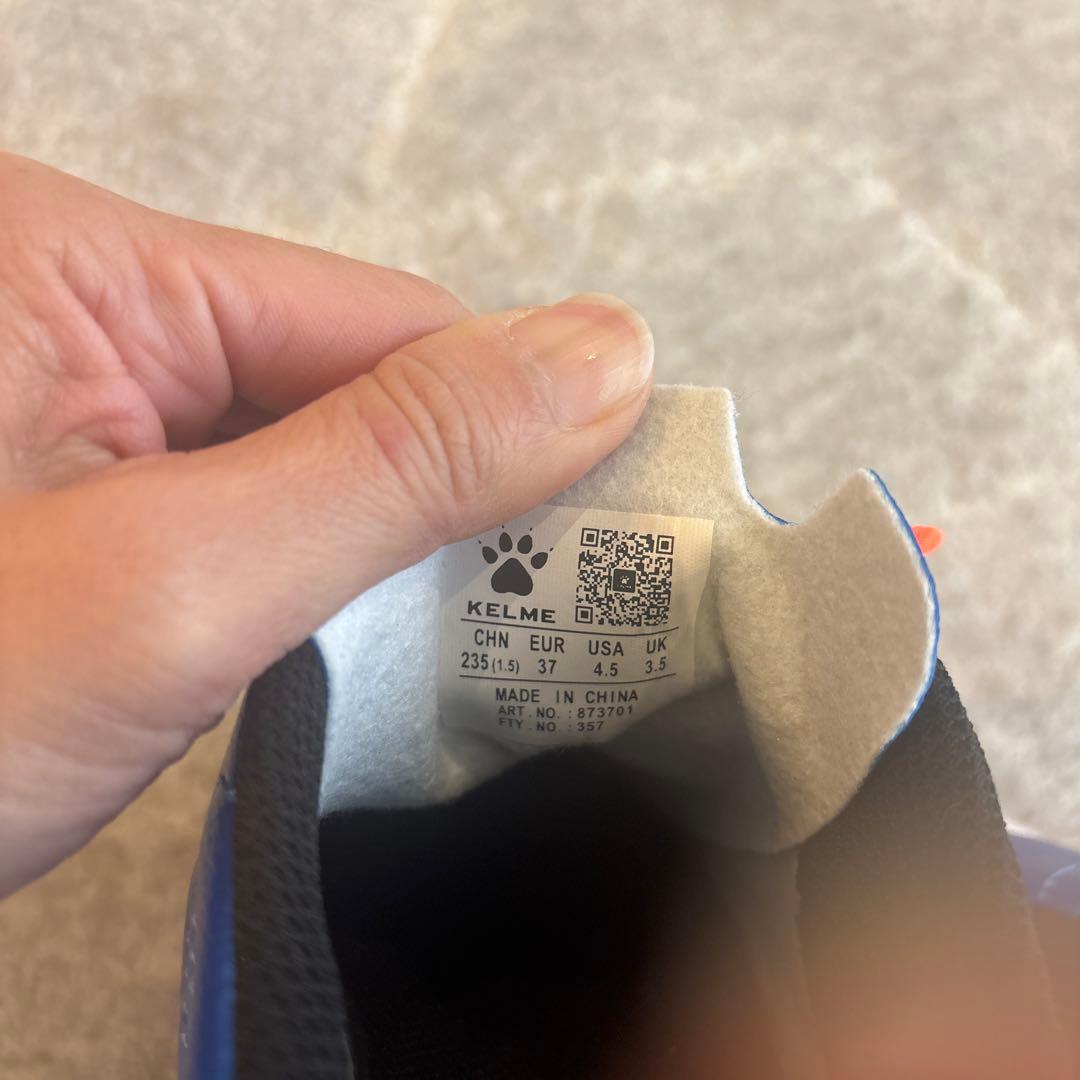 KELME
CHN EUR USA UK
235(1.5) 37 4.5 3.5
MADE IN CHINA
ART.NO.:873701
FTY.NO.:357